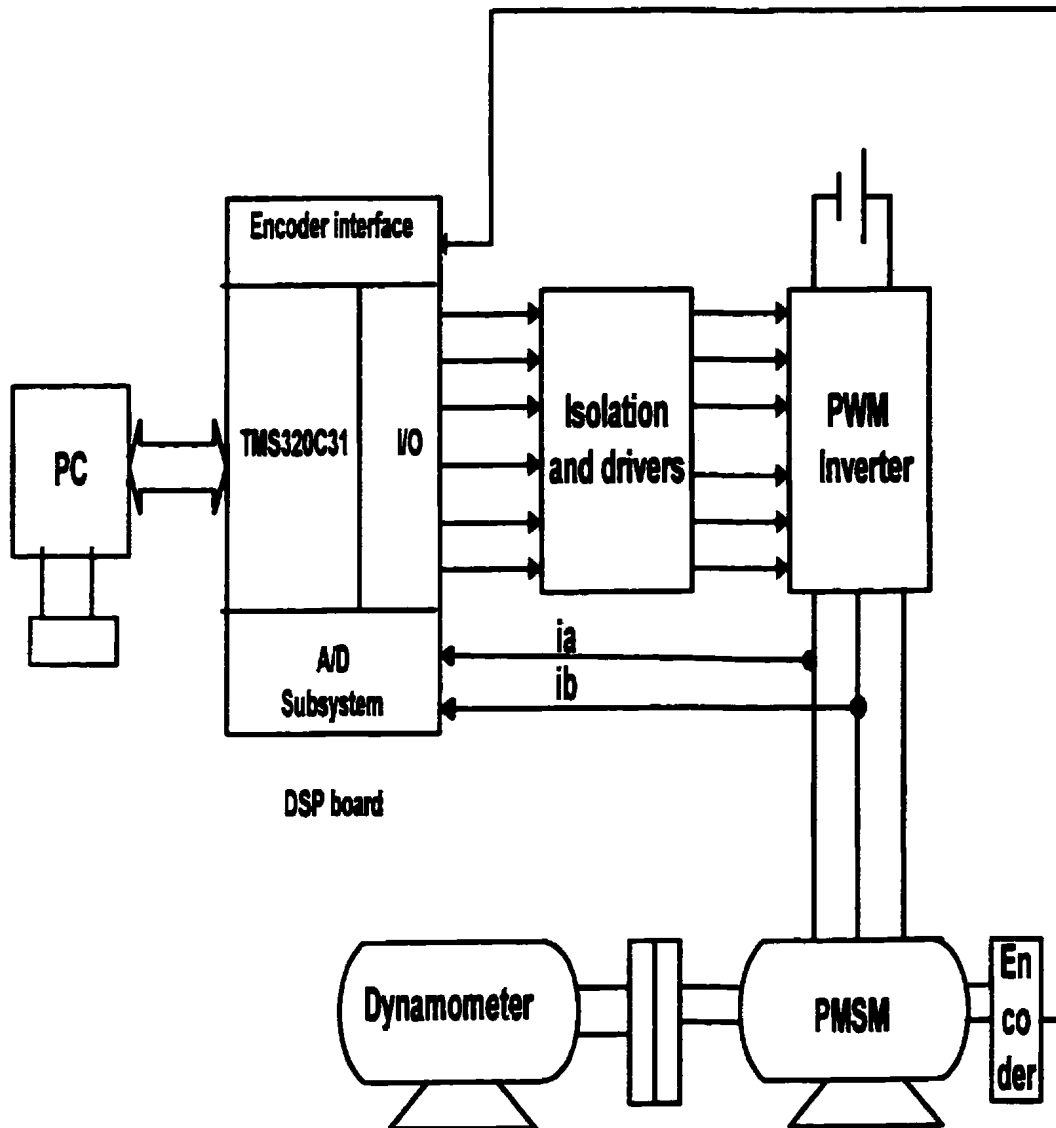 Encoder interface
PC
TMS320C31
I/O
Isolation
and drivers
PWM
Inverter
ia
ib
A/D
Subsystem
DSP board
Dynamometer
PMSM
En
co
der